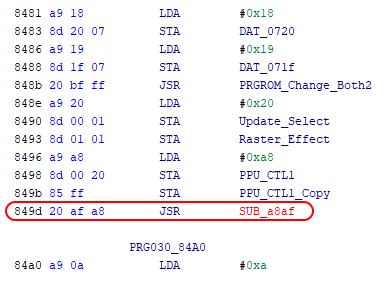 8481 a9 18 LDA #0x18
8483 8d 20 07 STA DAT_0720
8486 a9 19 LDA #0x19
8488 8d 1f 07 STA DAT_071f
848b 20 bf ff JSR PRGROM_Change_Both2
848e a9 20 LDA #0x20
8490 8d 00 01 STA Update_Select
8493 8d 01 01 STA Raster_Effect
8496 a9 a8 LDA #0xa8
8498 8d 00 20 STA PPU_CTL1
849b 85 ff STA PPU_CTL1_Copy
849d 20 af a8 JSR SUB_a8af
PRG030_84A0
84a0 a9 0a LDA #0xa